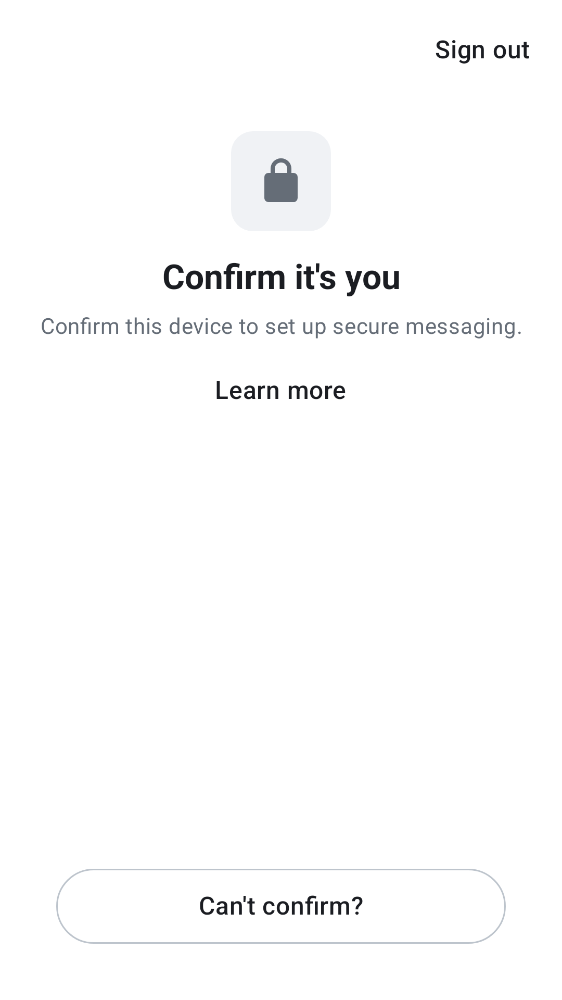 Sign out
Confirm it's you
Confirm this device to set up secure messaging.
Learn more
Can't confirm?